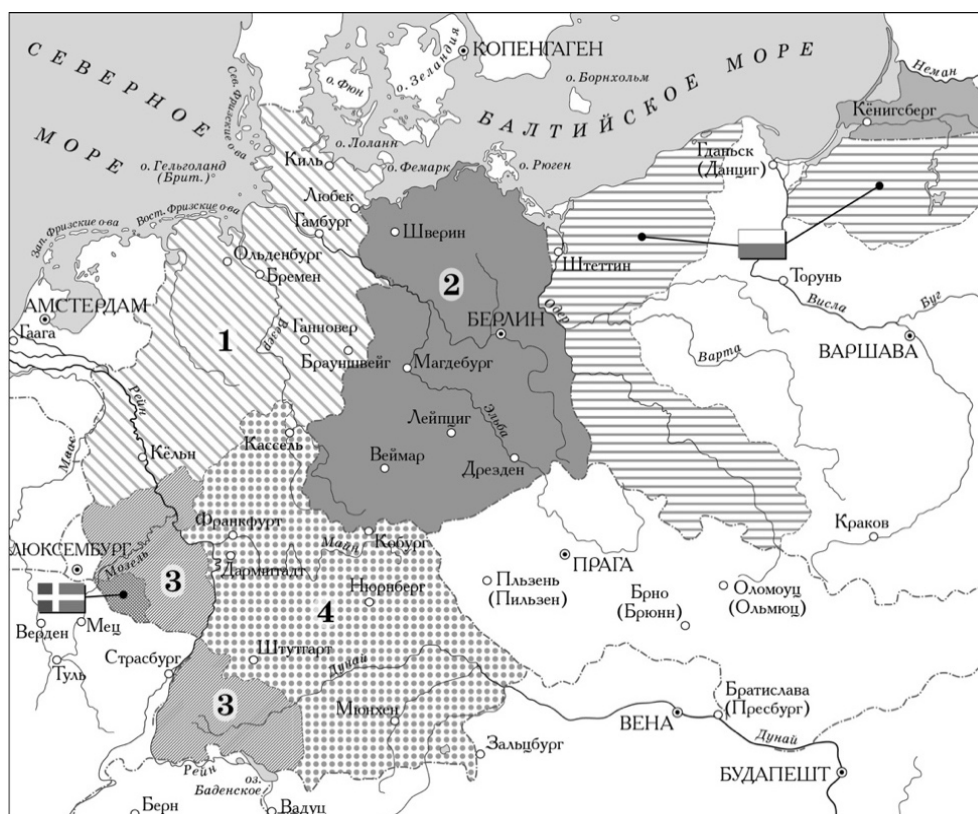 СЕВЕРНОЕ
МОРЕ
Сев. Фризские о-ва
о. Фюн
о. Зеландия
КОПЕНГАГЕН
о. Борнхольм
БАЛТИЙСКОЕ МОРЕ
Неман
Кёнигсберг
о. Гельголанд
(Брит.)
Киль
о. Лоланн
о. Фемарк
о. Рюген
Гданьск
(Данциг)
Любек
Гамбург
Зап. Фризские о-ва
Вост. Фризские о-ва
Шверин
Штеттин
Ольденбург
Бремен
2
Торунь
Висла
Буг
АМСТЕРДАМ
Гаага
1
Везер
Ганновер
Брауншвейг
БЕРЛИН
Одер
ВАРШАВА
Магдебург
Варта
Рейн
Маас
Лейпциг
Эльба
Кассель
Кёльн
Веймар
Дрезден
Франкфурт
Майн
Кобург
Краков
ЛЮКСЕМБУРГ
Мозель
Дармштадт
ПРАГА
3
Пльзень
(Пильзен)
Брно
(Брюнн)
Оломоуц
(Ольмюц)
Нюрнберг
4
Верден
Мец
Туль
Страсбург
Штутгарт
Дунай
3
Мюнхен
ВЕНА
Братислава
(Пресбург)
Зальцбург
Дунай
Рейн
оз.
Баденское
БУДАПЕШТ
Берн
Вадуц